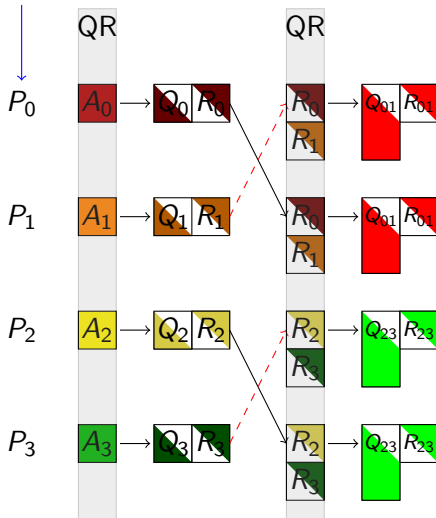 QR QR
P0 A0 Q0 R0 R0 Q01 R01
R1
P1 A1 Q1 R1 R0 Q01 R01
R1
P2 A2 Q2 R2 R2 Q23 R23
R3
P3 A3 Q3 R3 R2 Q23 R23
R3